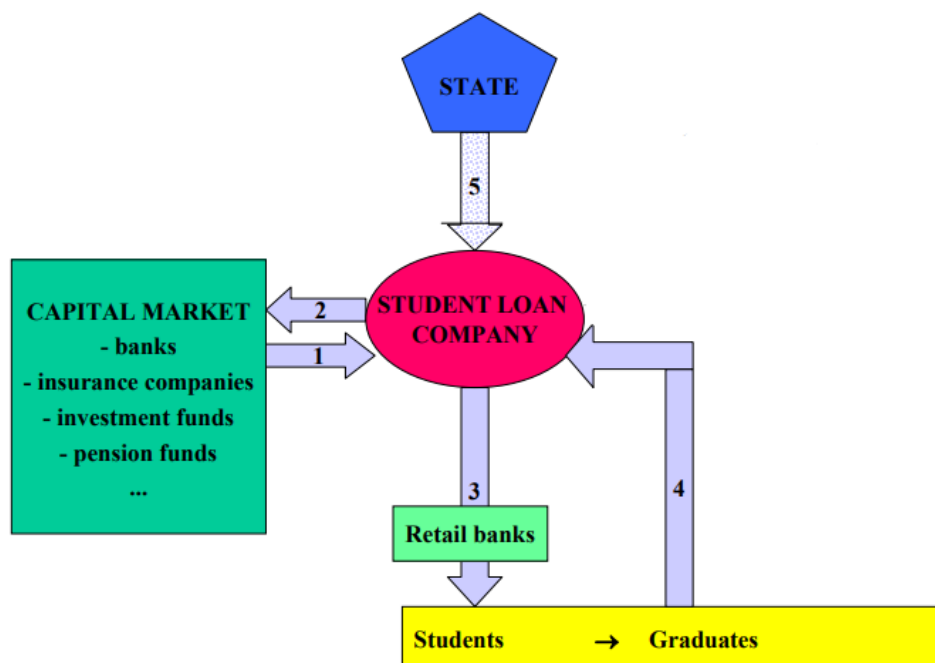 STATE
5
CAPITAL MARKET
- banks
- insurance companies
- investment funds
- pension funds
...
2
1
STUDENT LOAN
COMPANY
3
4
Retail banks
Students → Graduates